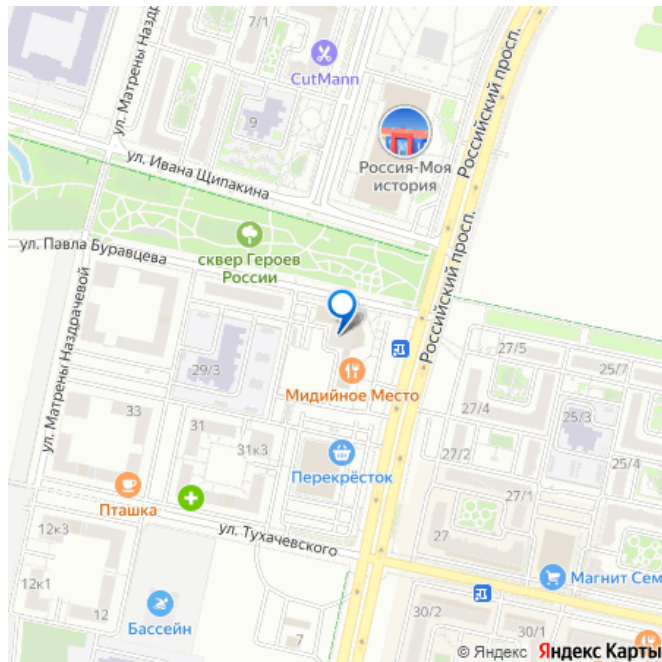 7/1
CutMann
ул. Матрены Наздрачевой
9
Россия-Моя
история
Российский просп.
ул. Ивана Щипакина
сквер Героев
России
ул. Павла Буравцева
Российский просп.
ул. Матрены Наздрачевой
29/3
Мидийное Место
27/5
25/7
27/4
25/3
33
31
31к3
27/2
25/4
Перекрёсток
Пташка
27/1
12к3
ул. Тухачевского
27
Магнит Сем
12к1
12
Бассейн
7
30/2
30/1
© Яндекс Яндекс Карты